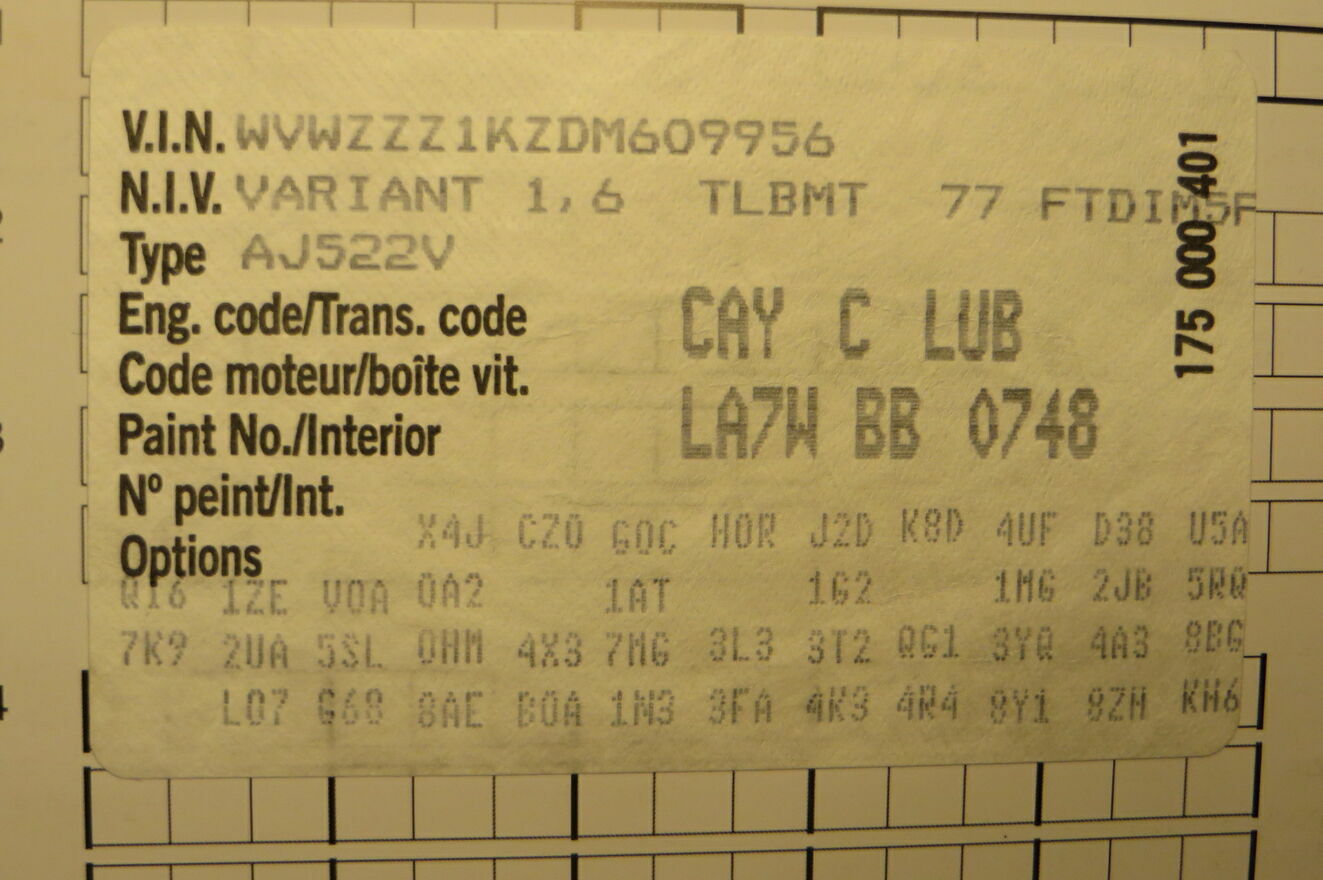 V.I.N. WVWZZZ1KZDM609956
N.I.V. VARIANT 1,6 TLBMT 77 FTDIM5F
Type AJ522V
Eng. code/Trans. code CAY C LUB
Code moteur/boîte vit.
Paint No./Interior LA7W BB 0748
N° peint/Int.
X4J CZ0 G0C H0R J2D K8D 4UF D38 U5A
Options
Q16 1ZE V0A 0A2 1AT 1G2 1MG 2JB 5RQ
7K9 2UA 5SL 0HM 4X3 7MG 3L3 3T2 QG1 3YQ 4A3 8BG
L07 G68 8AE B0A 1N3 3FA 4K3 4R4 8Y1 8ZH KH6
175 000 401